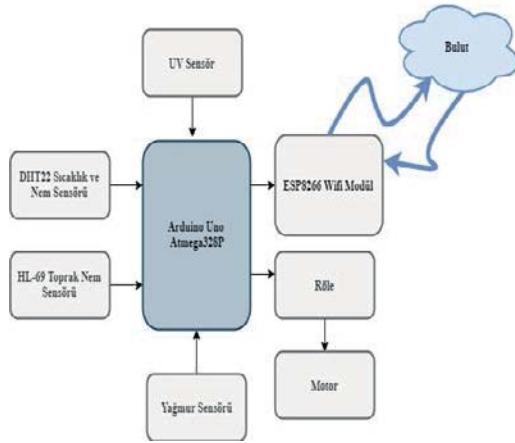 Bulut
UV Sensör
DHT22 Sıcaklık ve
Nem Sensörü
ESP8266 Wifi Modül
Arduino Uno
Atmega328P
HL-69 Toprak Nem
Sensörü
Röle
Motor
Yağmur Sensörü